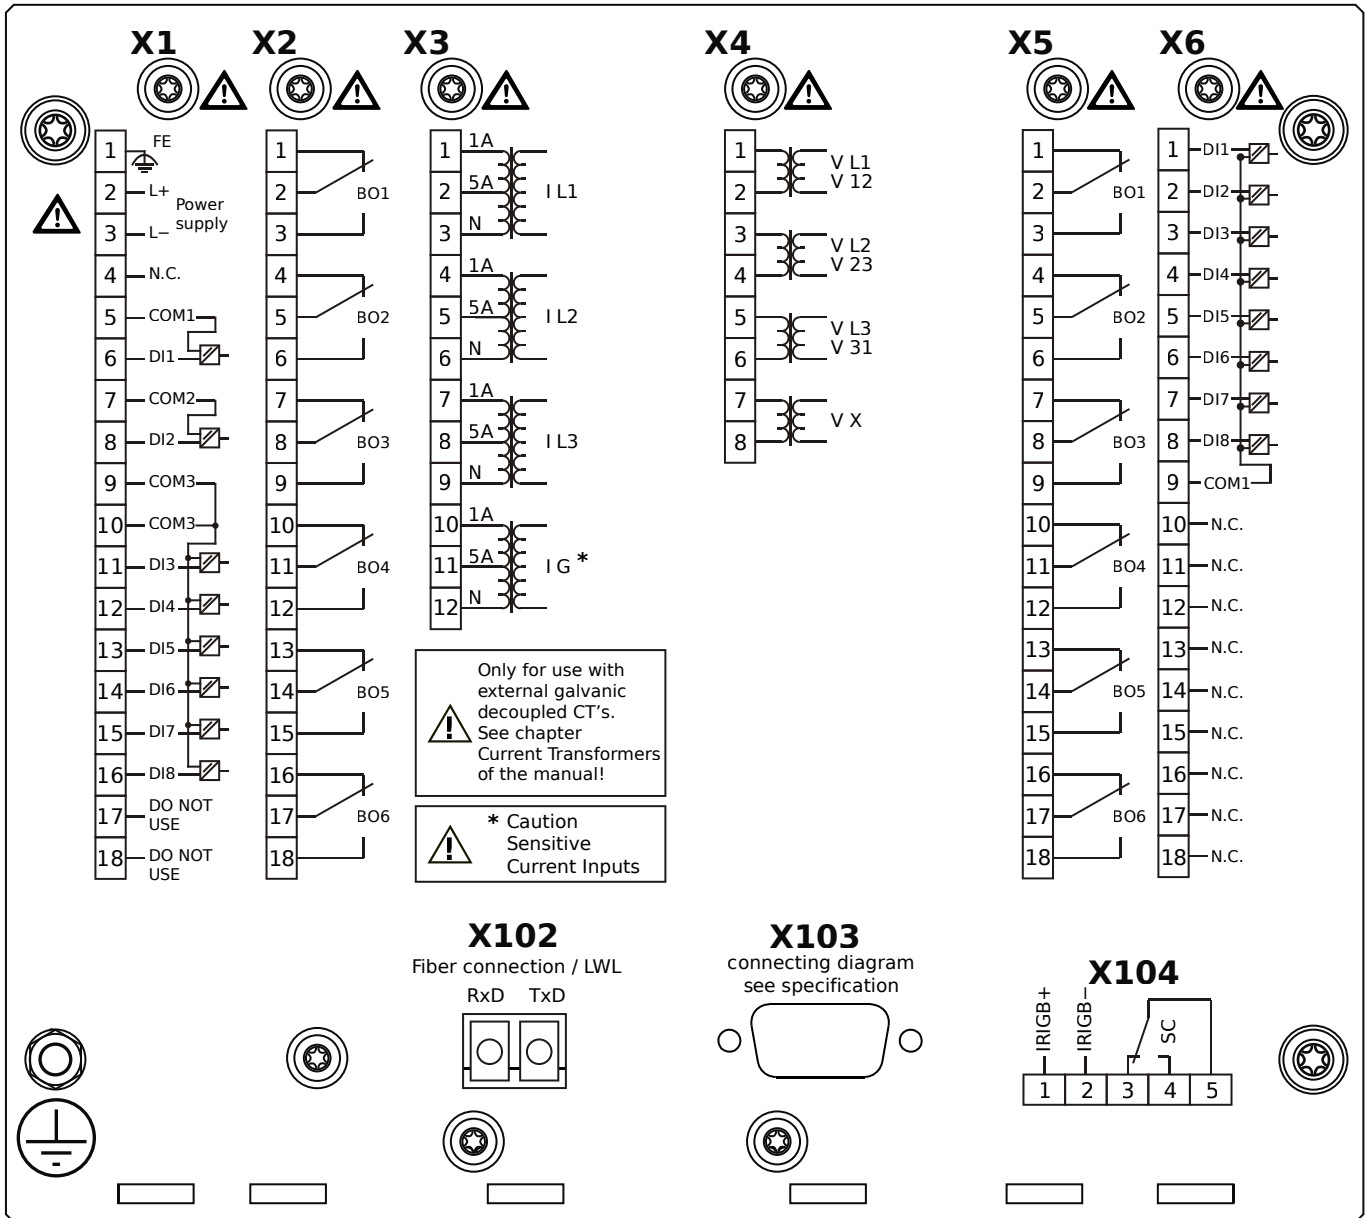 X1
X2
X3
X4
X5
X6
1 FE
2 L+
Power
supply
3 L−
4 N.C.
5 COM1
6 DI1
7 COM2
8 DI2
9 COM3
10 COM3
11 DI3
12 DI4
13 DI5
14 DI6
15 DI7
16 DI8
17 DO NOT
USE
18 DO NOT
USE
1
2 BO1
3
4
5 BO2
6
7
8 BO3
9
10
11 BO4
12
13
14 BO5
15
16
17 BO6
18
1 1A
2 5A I L1
3 N
4 1A
5 5A I L2
6 N
7 1A
8 5A I L3
9 N
10 1A
11 5A I G *
12 N
Only for use with
external galvanic
decoupled CT's.
See chapter
Current Transformers
of the manual!
* Caution
Sensitive
Current Inputs
1 V L1
2 V 12
3 V L2
4 V 23
5 V L3
6 V 31
7 V X
8
1
2 BO1
3
4
5 BO2
6
7
8 BO3
9
10
11 BO4
12
13
14 BO5
15
16
17 BO6
18
1 DI1
2 DI2
3 DI3
4 DI4
5 DI5
6 DI6
7 DI7
8 DI8
9 COM1
10 N.C.
11 N.C.
12 N.C.
13 N.C.
14 N.C.
15 N.C.
16 N.C.
17 N.C.
18 N.C.
X102
Fiber connection / LWL
RxD TxD
X103
connecting diagram
see specification
X104
IRIGB+
IRIGB−
SC
1 2 3 4 5